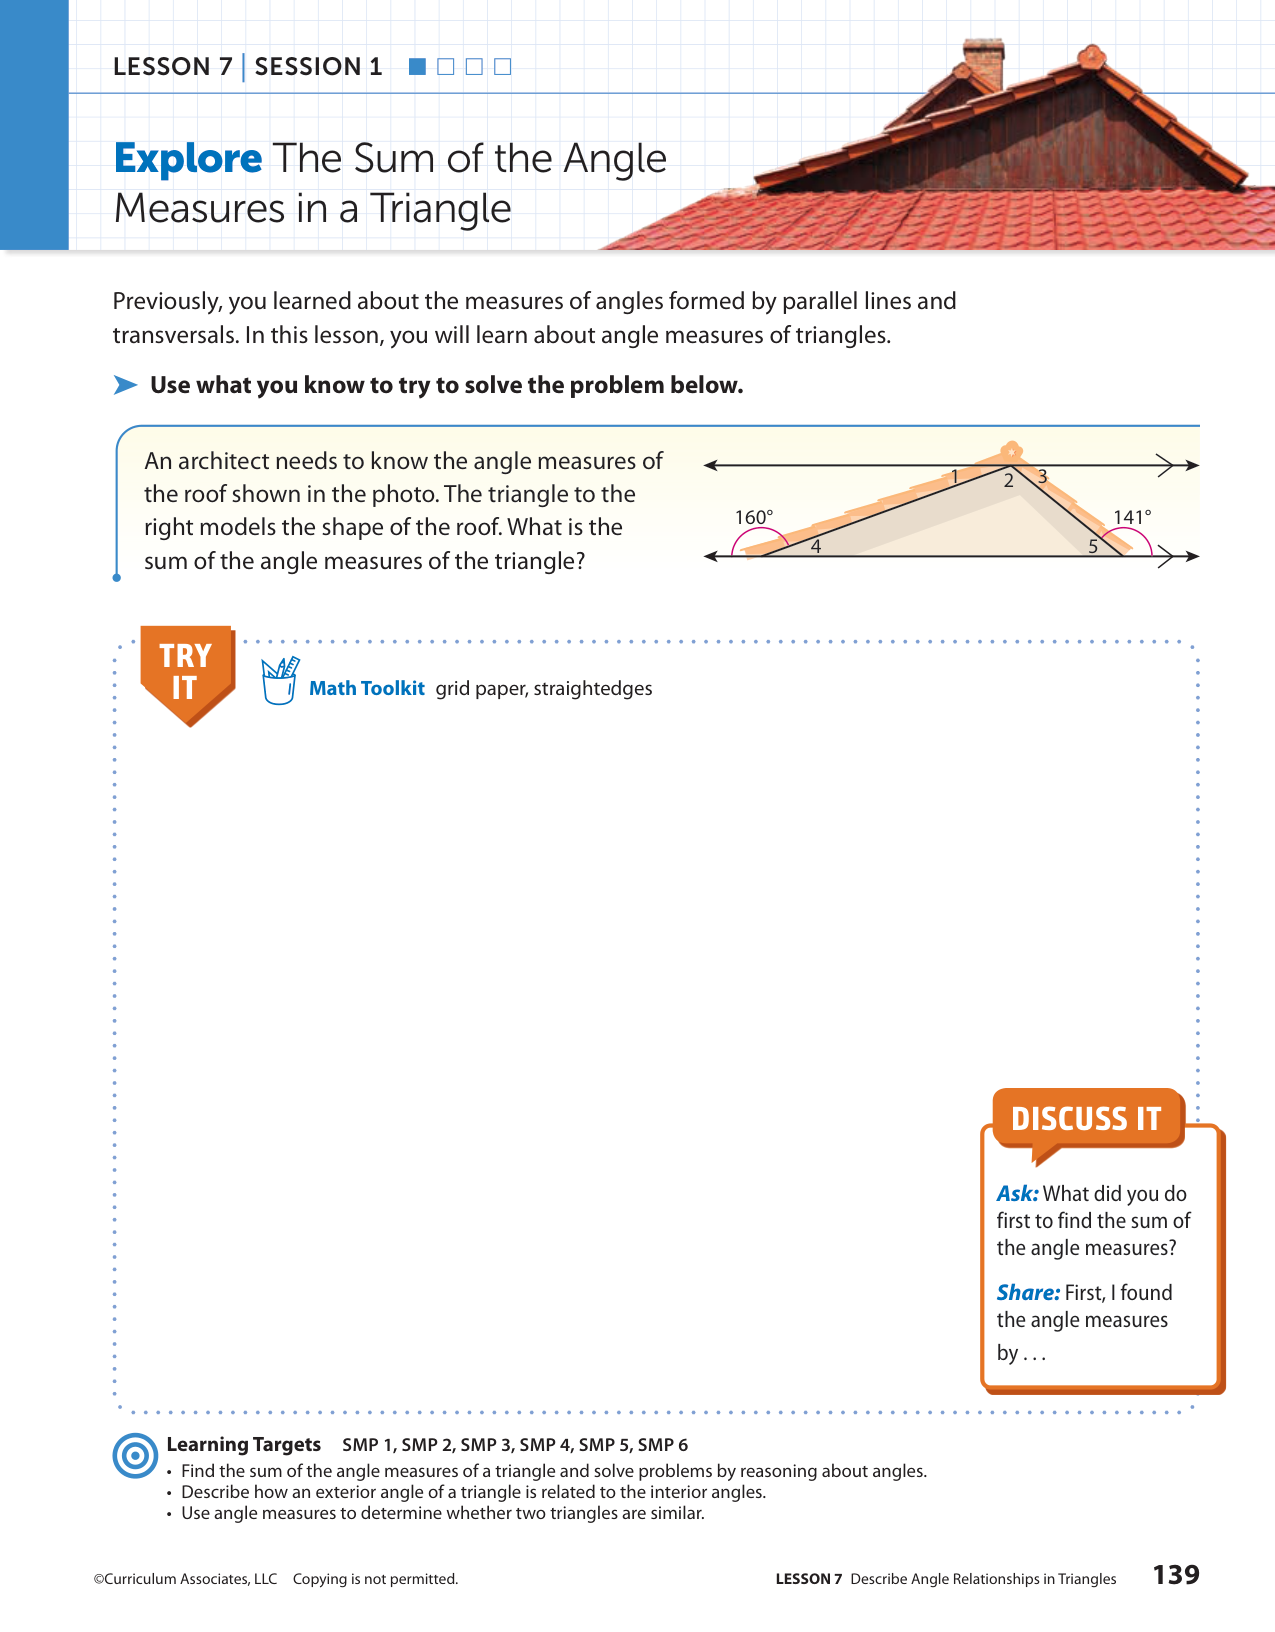 LESSON 7 | SESSION 1
Explore The Sum of the Angle
Measures in a Triangle
Previously, you learned about the measures of angles formed by parallel lines and
transversals. In this lesson, you will learn about angle measures of triangles.
Use what you know to try to solve the problem below.
An architect needs to know the angle measures of
the roof shown in the photo. The triangle to the
right models the shape of the roof. What is the
sum of the angle measures of the triangle?
1 2 3
160° 141°
4 5
TRY
IT
Math Toolkit grid paper, straightedges
DISCUSS IT
Ask: What did you do
first to find the sum of
the angle measures?
Share: First, I found
the angle measures
by . . .
Learning Targets SMP 1, SMP 2, SMP 3, SMP 4, SMP 5, SMP 6
• Find the sum of the angle measures of a triangle and solve problems by reasoning about angles.
• Describe how an exterior angle of a triangle is related to the interior angles.
• Use angle measures to determine whether two triangles are similar.
©Curriculum Associates, LLC Copying is not permitted.
LESSON 7 Describe Angle Relationships in Triangles 139